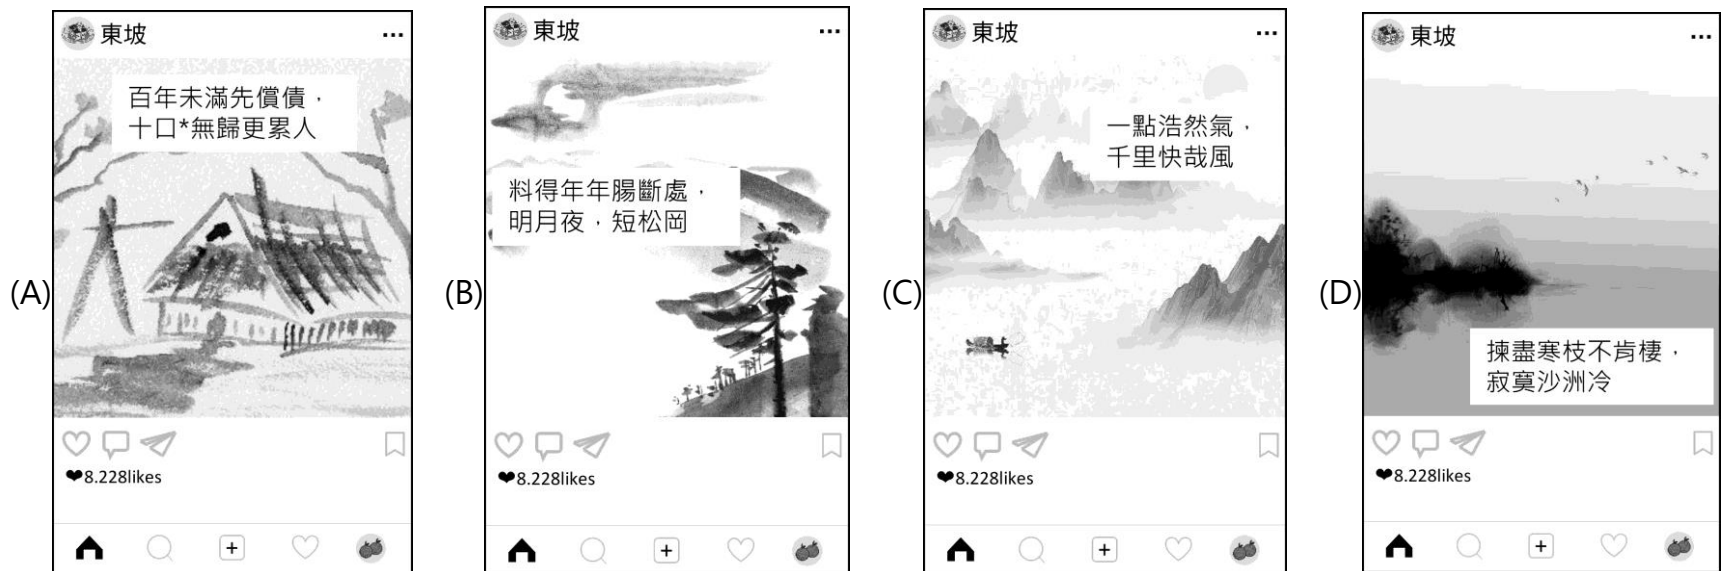 (A)
東坡
...
百年未滿先償債，
十口*無歸更累人
❤8.228likes
(B)
東坡
...
料得年年腸斷處，
明月夜，短松岡
❤8.228likes
(C)
東坡
...
一點浩然氣，
千里快哉風
❤8.228likes
(D)
東坡
...
揀盡寒枝不肯棲，
寂寞沙洲冷
❤8.228likes